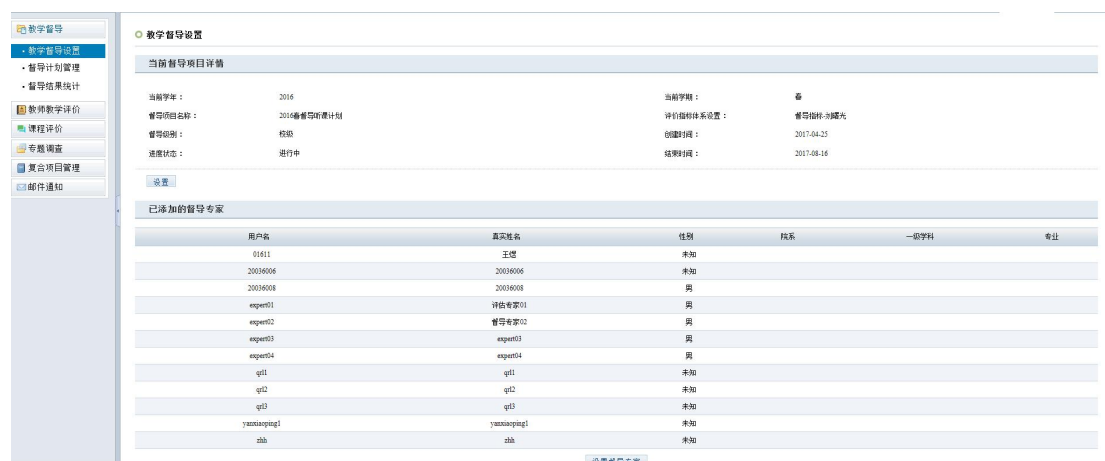 教学督导
教学督导设置
督导计划管理
督导结果统计
教师教学评价
课程评价
专题调查
复合项目管理
邮件通知
教学督导设置
当前督导项目详情
当前学年： 2016 当前学期： 春
督导项目名称： 2016春督导听课计划 评价指标体系设置： 督导指标-刘曙光
督导级别： 校级 创建时间： 2017-04-25
进度状态： 进行中 结束时间： 2017-08-16
设置
已添加的督导专家
用户名 真实姓名 性别 院系 一级学科 专业
01611 王煜 未知
20036006 20036006 未知
20036008 20036008 男
expert01 评估专家01 男
expert02 督导专家02 男
expert03 expert03 男
expert04 expert04 男
qrl1 qrl1 未知
qrl2 qrl2 未知
qrl3 qrl3 未知
yanxiaoping1 yanxiaoping1 未知
zhh zhh 未知
设置督导专家